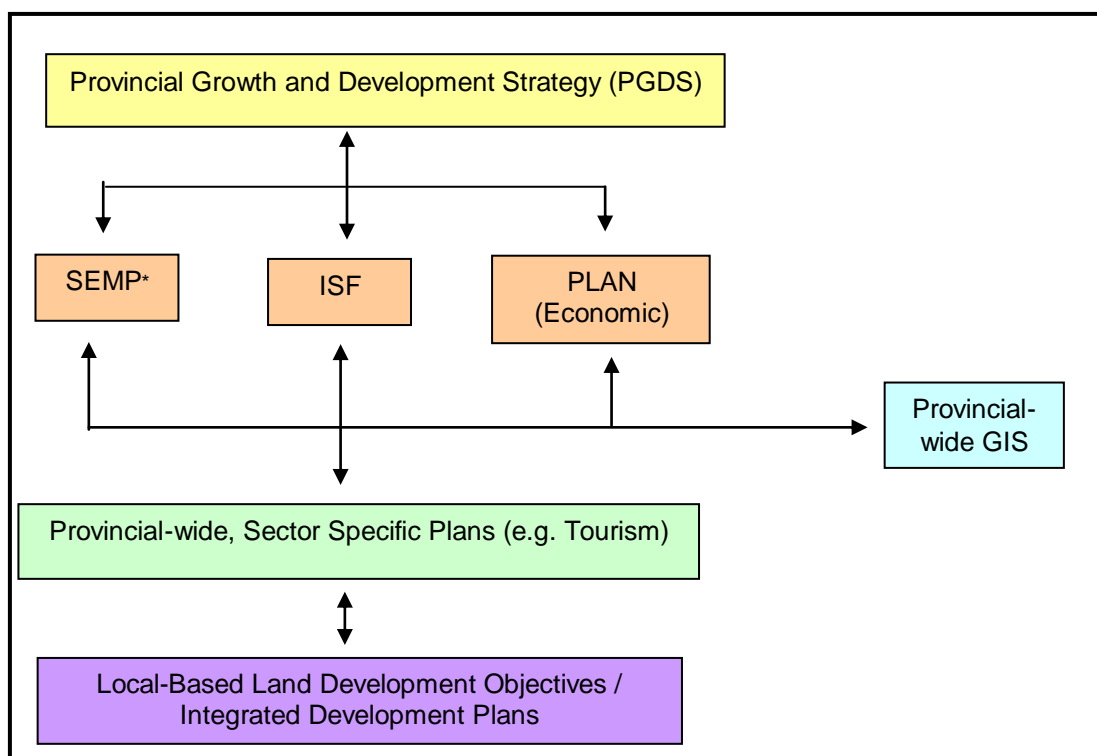 Provincial Growth and Development Strategy (PGDS)
SEMP*
ISF
PLAN
(Economic)
Provincial-
wide GIS
Provincial-wide, Sector Specific Plans (e.g. Tourism)
Local-Based Land Development Objectives /
Integrated Development Plans